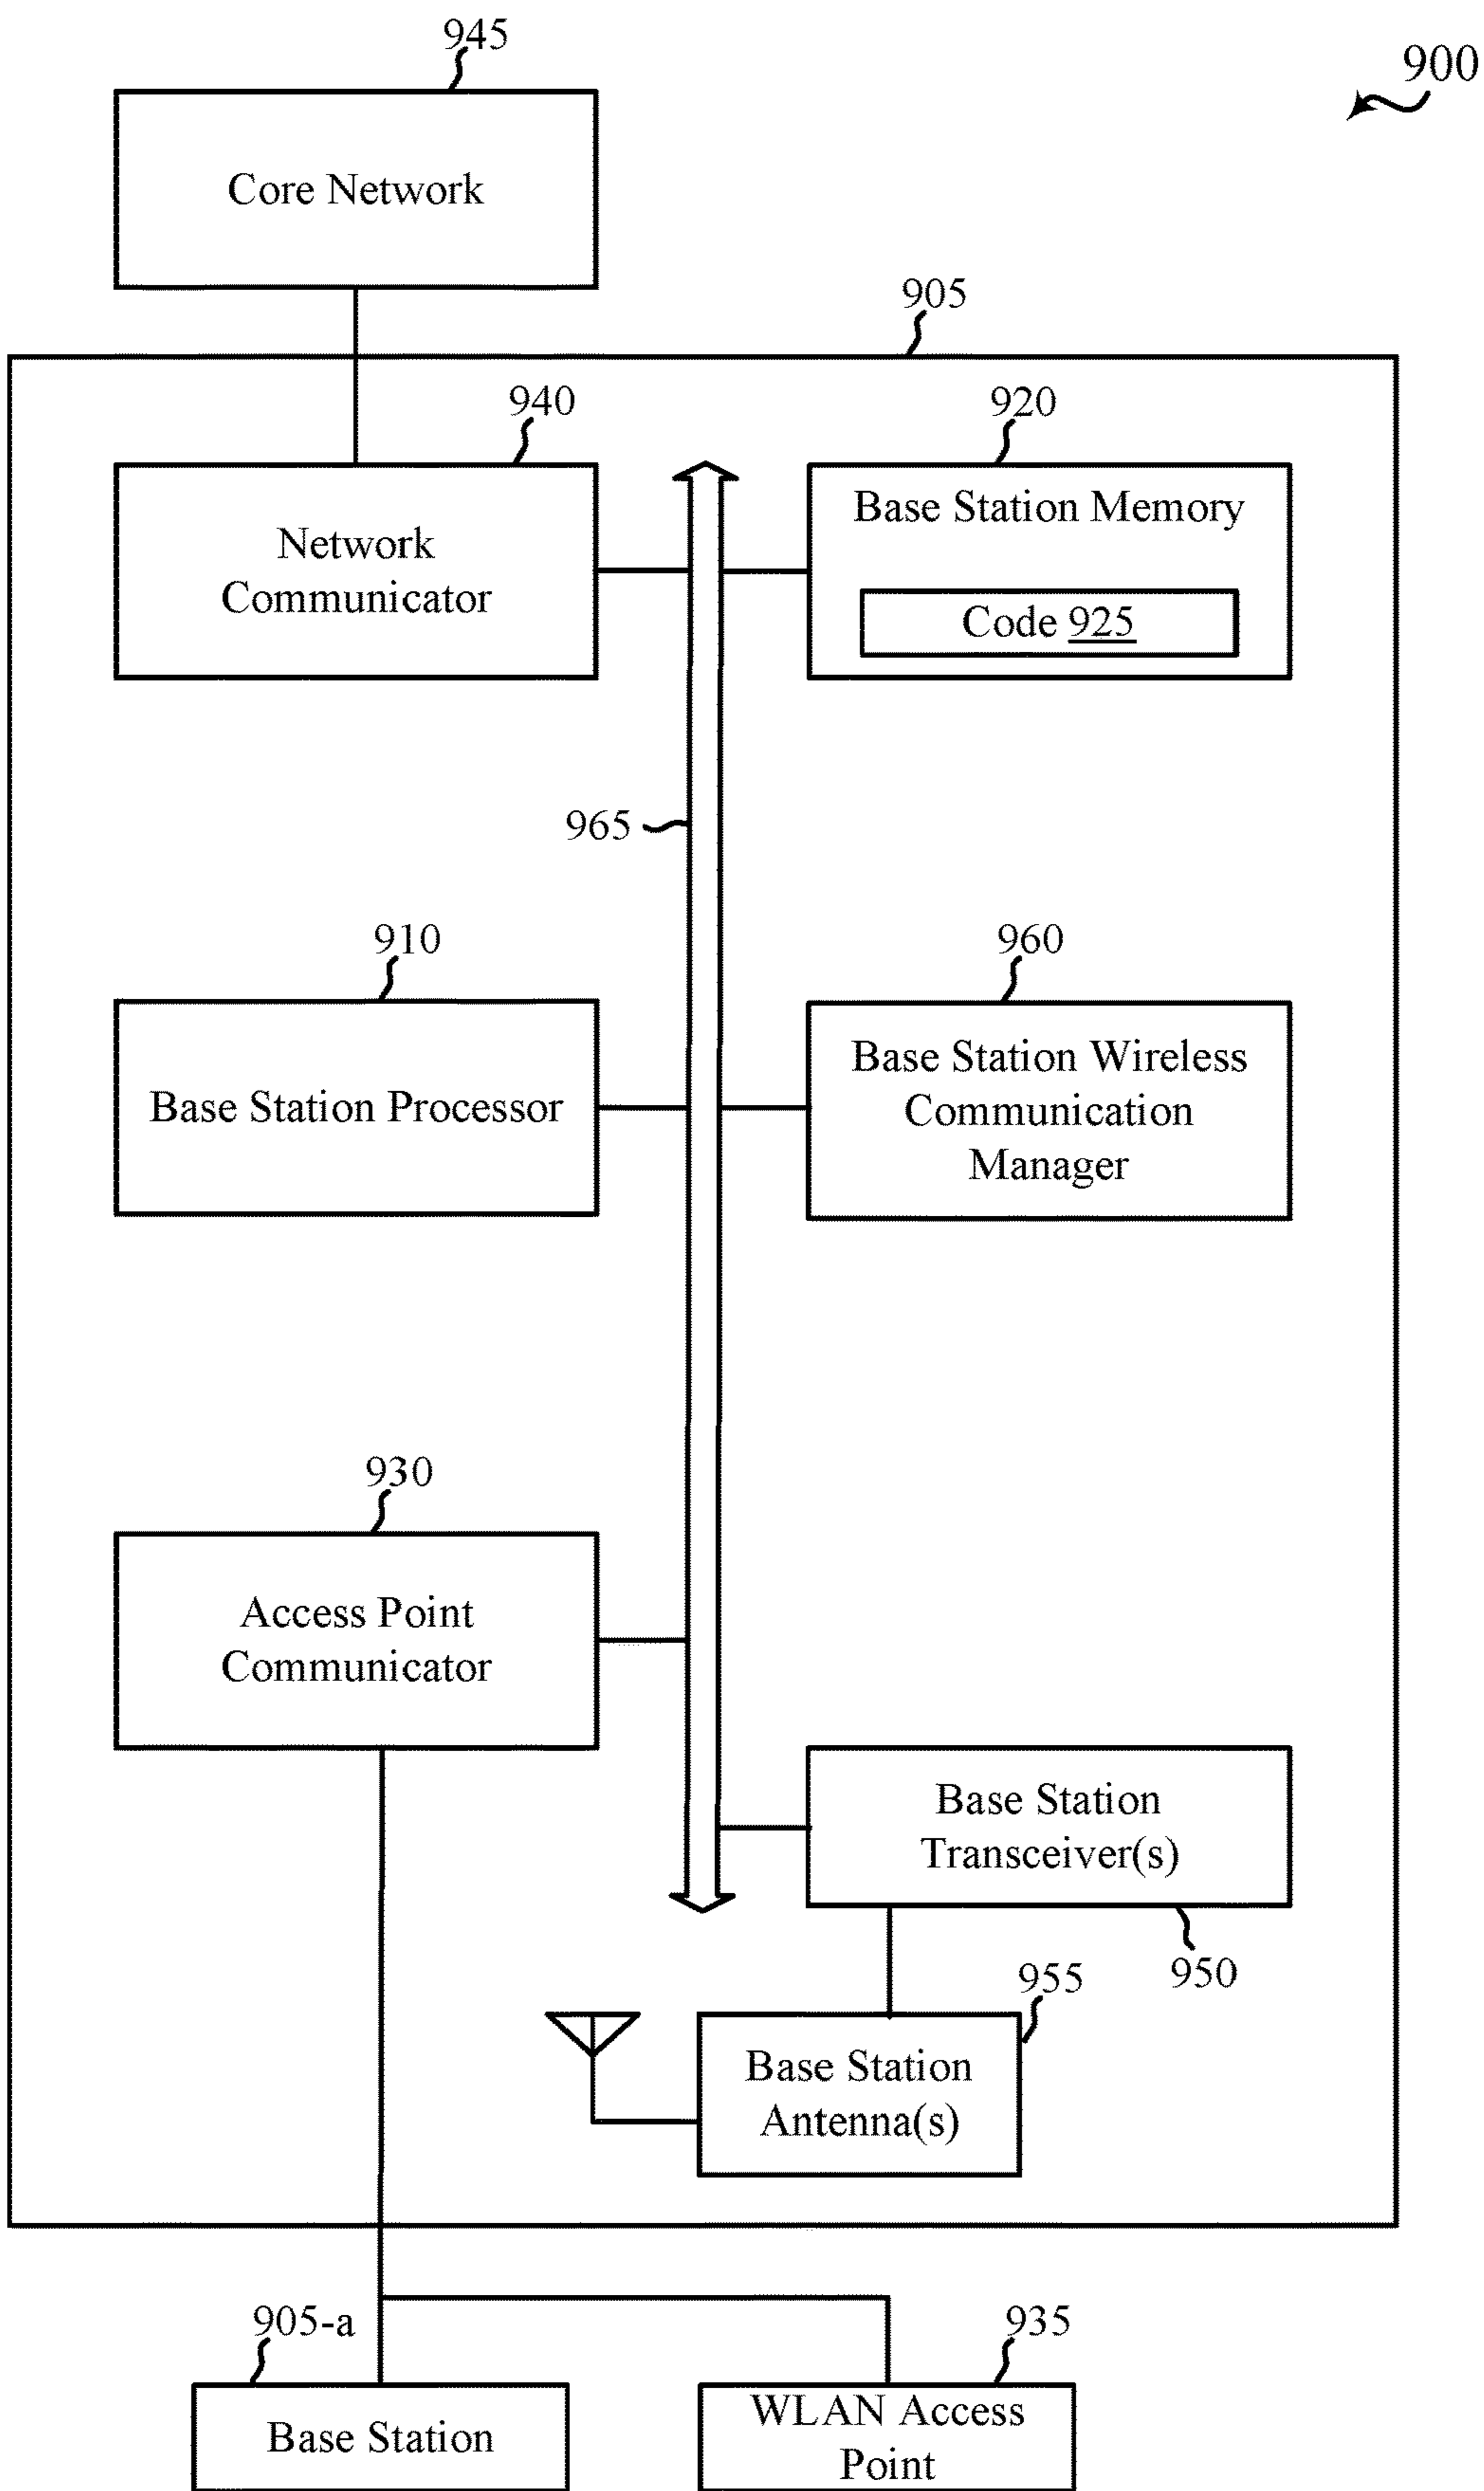 945
900
Core Network
905
940
920
Network
Communicator
Base Station Memory
Code 925
965
910
960
Base Station Processor
Base Station Wireless
Communication
Manager
930
Access Point
Communicator
Base Station
Transceiver(s)
950
955
Base Station
Antenna(s)
905-a
935
Base Station
WLAN Access
Point